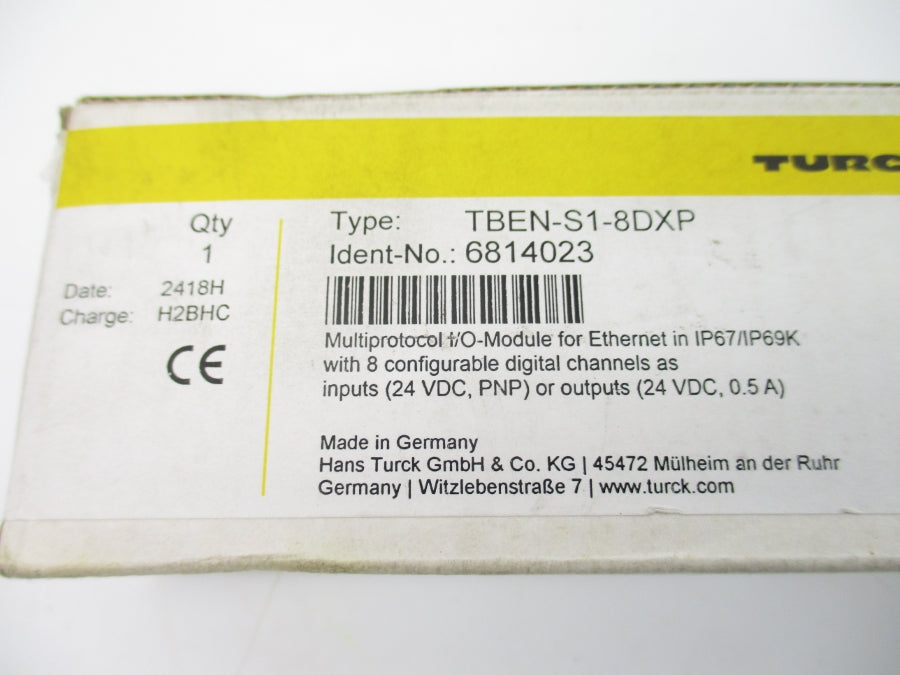 TURC
Qty
1
Date: 2418H
Charge: H2BHC
CE
Type: TBEN-S1-8DXP
Ident-No.: 6814023
Multiprotocol I/O-Module for Ethernet in IP67/IP69K
with 8 configurable digital channels as
inputs (24 VDC, PNP) or outputs (24 VDC, 0.5 A)
Made in Germany
Hans Turck GmbH & Co. KG | 45472 Mülheim an der Ruhr
Germany | Witzlebenstraße 7 | www.turck.com